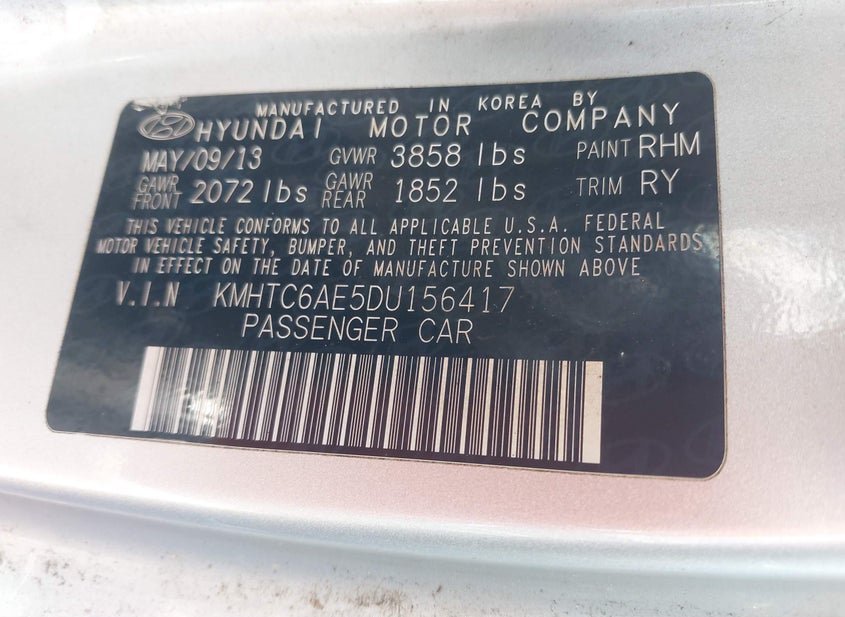 MANUFACTURED IN KOREA BY
HYUNDAI MOTOR COMPANY
MAY/09/13 GVWR 3858 lbs PAINT RHM
GAWR FRONT 2072 lbs GAWR REAR 1852 lbs TRIM RY
THIS VEHICLE CONFORMS TO ALL APPLICABLE U.S.A. FEDERAL
MOTOR VEHICLE SAFETY, BUMPER, AND THEFT PREVENTION STANDARDS
IN EFFECT ON THE DATE OF MANUFACTURE SHOWN ABOVE
V.I.N KMHTC6AE5DU156417
PASSENGER CAR